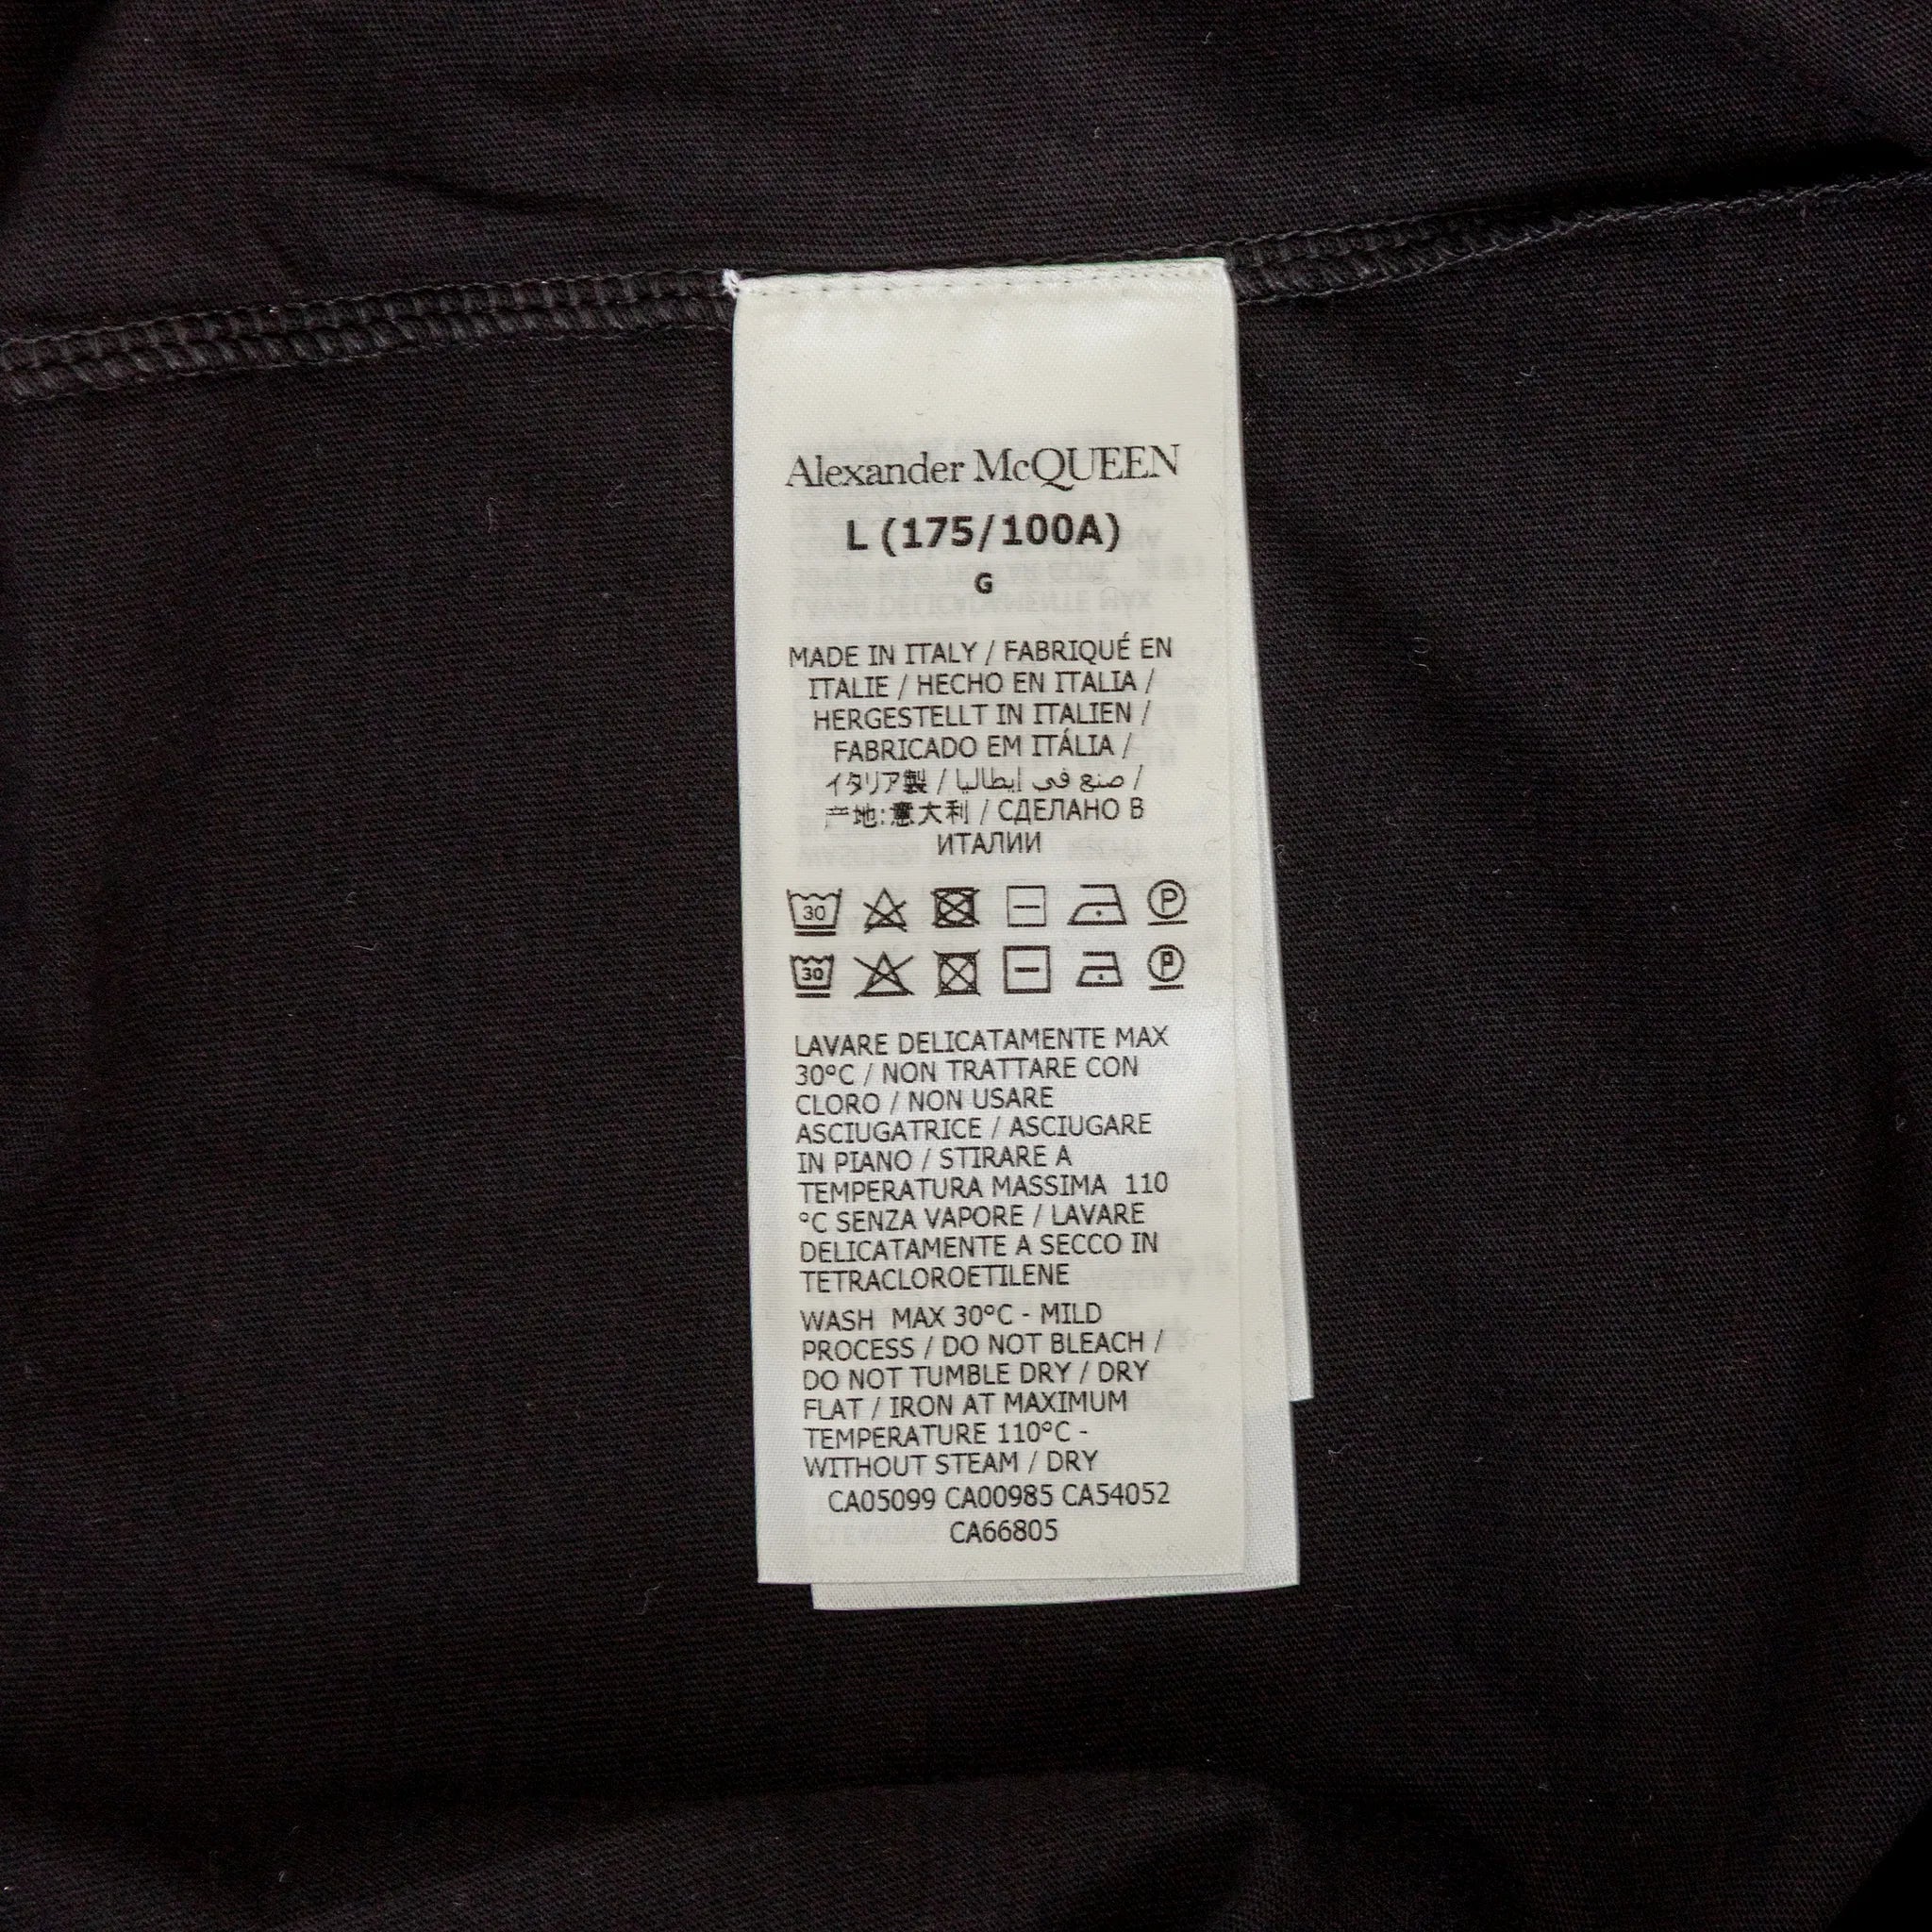 Alexander McQUEEN
L (175/100A)
G
MADE IN ITALY / FABRIQUÉ EN
ITALIE / HECHO EN ITALIA /
HERGESTELLT IN ITALIEN /
FABRICADO EM ITÁLIA /
イタリア製 / صنع في إيطاليا /
产地:意大利 / СДЕЛАНО В
ИТАЛИИ
30 P
30 P
LAVARE DELICATAMENTE MAX
30°C / NON TRATTARE CON
CLORO / NON USARE
ASCIUGATRICE / ASCIUGARE
IN PIANO / STIRARE A
TEMPERATURA MASSIMA 110
°C SENZA VAPORE / LAVARE
DELICATAMENTE A SECCO IN
TETRACLOROETILENE
WASH MAX 30°C - MILD
PROCESS / DO NOT BLEACH /
DO NOT TUMBLE DRY / DRY
FLAT / IRON AT MAXIMUM
TEMPERATURE 110°C -
WITHOUT STEAM / DRY
CA05099 CA00985 CA54052
CA66805